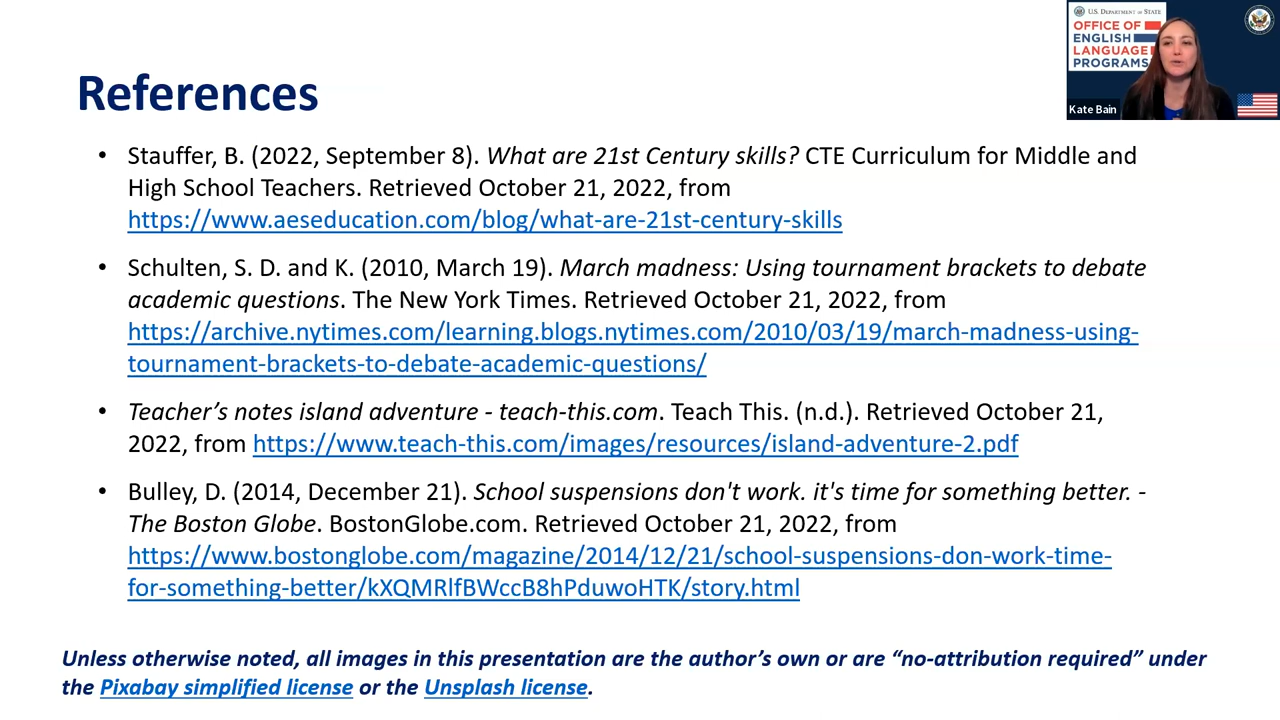 U.S. DEPARTMENT OF STATE
OFFICE OF
ENGLISH
LANGUAGE
PROGRAMS
Kate Bain
References
• Stauffer, B. (2022, September 8). What are 21st Century skills? CTE Curriculum for Middle and
High School Teachers. Retrieved October 21, 2022, from
https://www.aeseducation.com/blog/what-are-21st-century-skills
• Schulten, S. D. and K. (2010, March 19). March madness: Using tournament brackets to debate
academic questions. The New York Times. Retrieved October 21, 2022, from
https://archive.nytimes.com/learning.blogs.nytimes.com/2010/03/19/march-madness-using-
tournament-brackets-to-debate-academic-questions/
• Teacher’s notes island adventure - teach-this.com. Teach This. (n.d.). Retrieved October 21,
2022, from https://www.teach-this.com/images/resources/island-adventure-2.pdf
• Bulley, D. (2014, December 21). School suspensions don't work. it's time for something better. -
The Boston Globe. BostonGlobe.com. Retrieved October 21, 2022, from
https://www.bostonglobe.com/magazine/2014/12/21/school-suspensions-don-work-time-
for-something-better/kXQMRlfBWccB8hPduwoHTK/story.html
Unless otherwise noted, all images in this presentation are the author’s own or are “no-attribution required” under
the Pixabay simplified license or the Unsplash license.